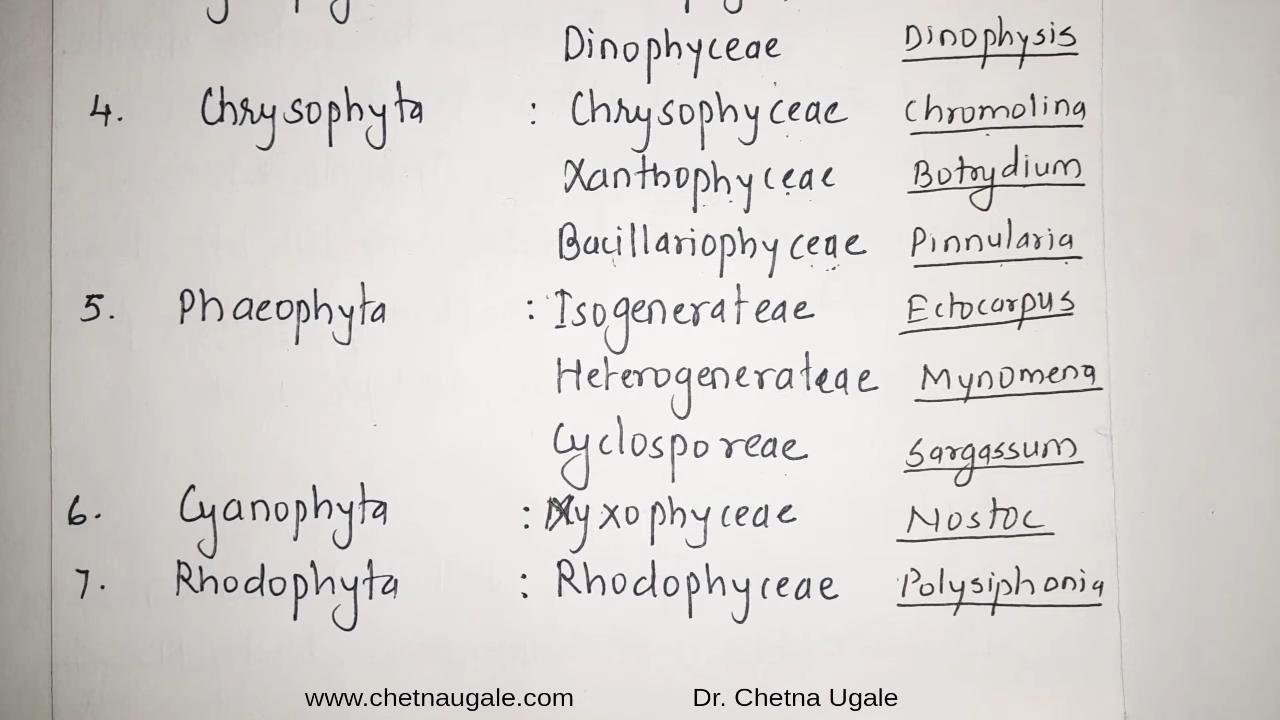 Dinophyceae Dinophysis
4. Chrysophyta : Chrysophyceae Chromolina
Xanthophyceae Botrydium
Bacillariophyceae Pinnularia
5. Phaeophyta : Isogenerateae Ectocarpus
Heterogenerateae Mynomena
Cyclosporeae Sargassum
6. Cyanophyta : Myxophyceae Nostoc
7. Rhodophyta : Rhodophyceae Polysiphonia
www.chetnaugale.com Dr. Chetna Ugale